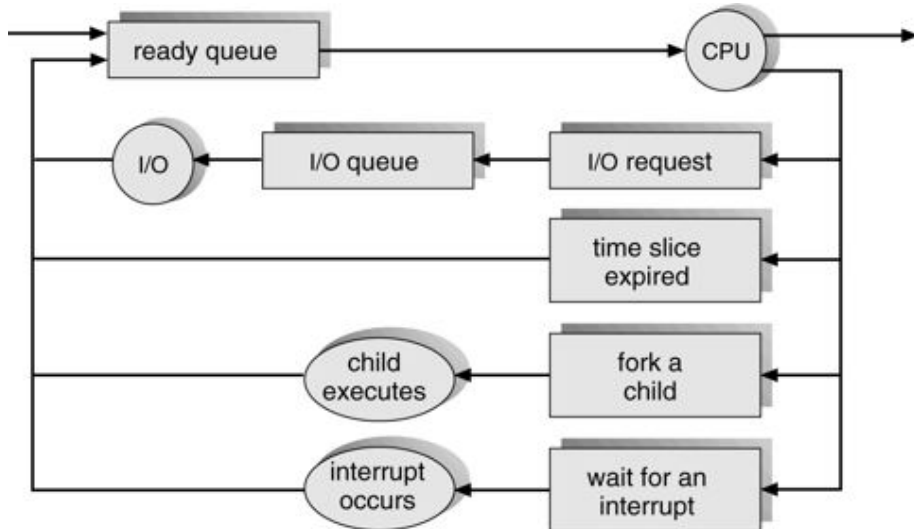 ready queue
CPU
I/O
I/O queue
I/O request
time slice
expired
child
executes
fork a
child
interrupt
occurs
wait for an
interrupt